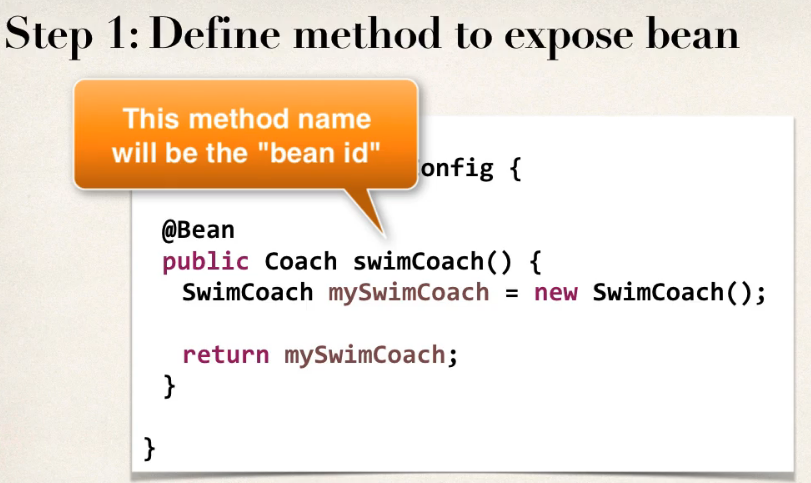 Step 1: Define method to expose bean
This method name
will be the "bean id"
onfig {
@Bean
public Coach swimCoach() {
SwimCoach mySwimCoach = new SwimCoach();
return mySwimCoach;
}
}